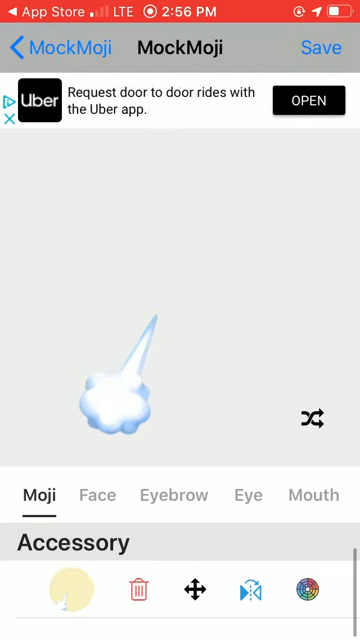 App Store LTE 2:56 PM
MockMoji MockMoji Save
Uber
Request door to door rides with
the Uber app.
OPEN
Moji Face Eyebrow Eye Mouth
Accessory